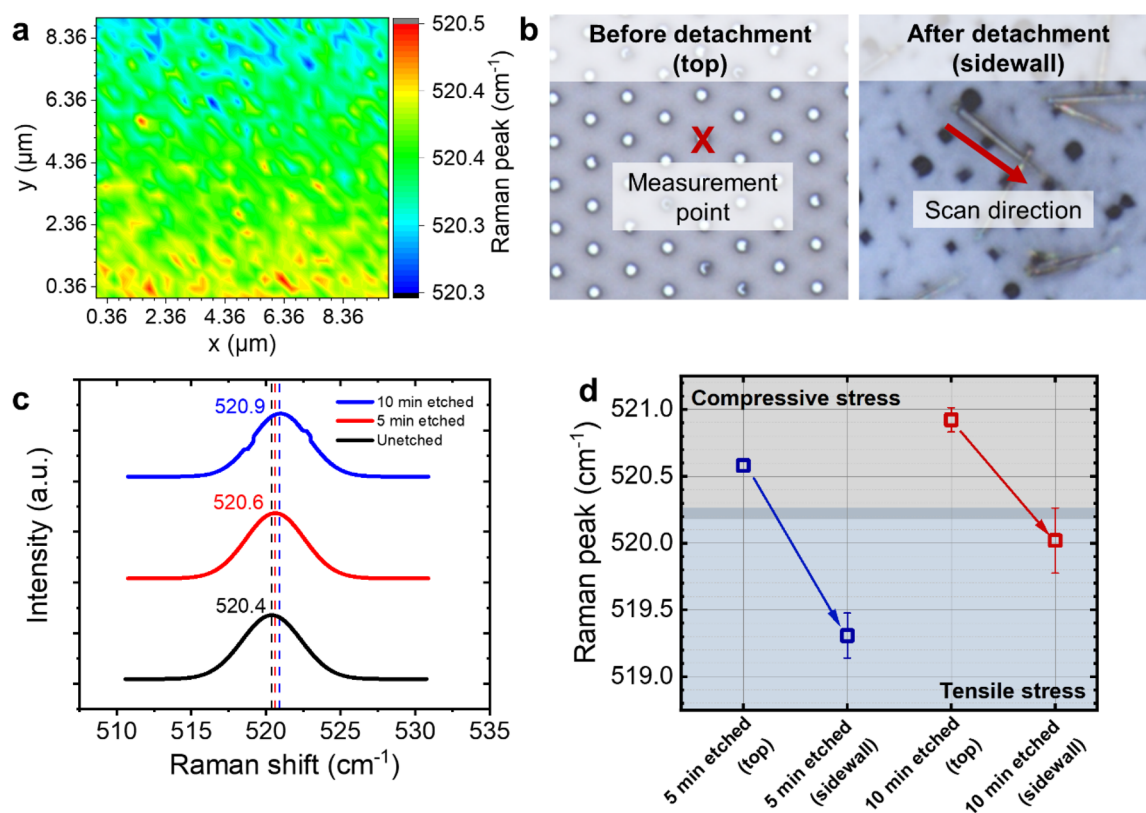 a
8.36
6.36
4.36
2.36
0.36
y (µm)
0.36 2.36 4.36 6.36 8.36
x (µm)
520.5
520.4
520.4
520.3
520.3
Raman peak (cm⁻¹)
b
Before detachment
(top)
X
Measurement
point
After detachment
(sidewall)
Scan direction
c
520.9
10 min etched
5 min etched
Unetched
520.6
520.4
Intensity (a.u.)
510 515 520 525 530 535
Raman shift (cm⁻¹)
d
Compressive stress
521.0
520.5
520.0
519.5
519.0
Raman peak (cm⁻¹)
Tensile stress
5 min etched
(top)
5 min etched
(sidewall)
10 min etched
(top)
10 min etched
(sidewall)